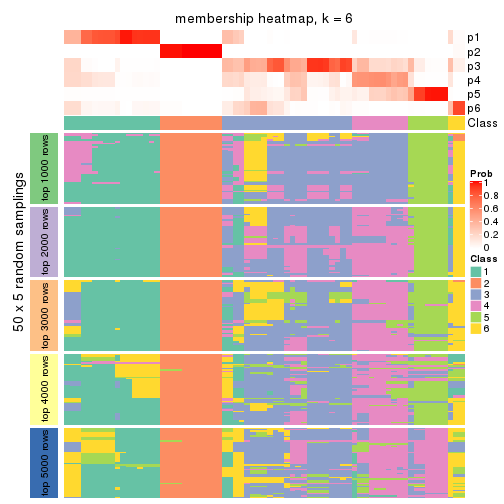 membership heatmap, k = 6
p1
p2
p3
p4
p5
p6
Class
50 x 5 random samplings
top 1000 rows
top 2000 rows
top 3000 rows
top 4000 rows
top 5000 rows
Prob
1
0.8
0.6
0.4
0.2
0
Class
1
2
3
4
5
6